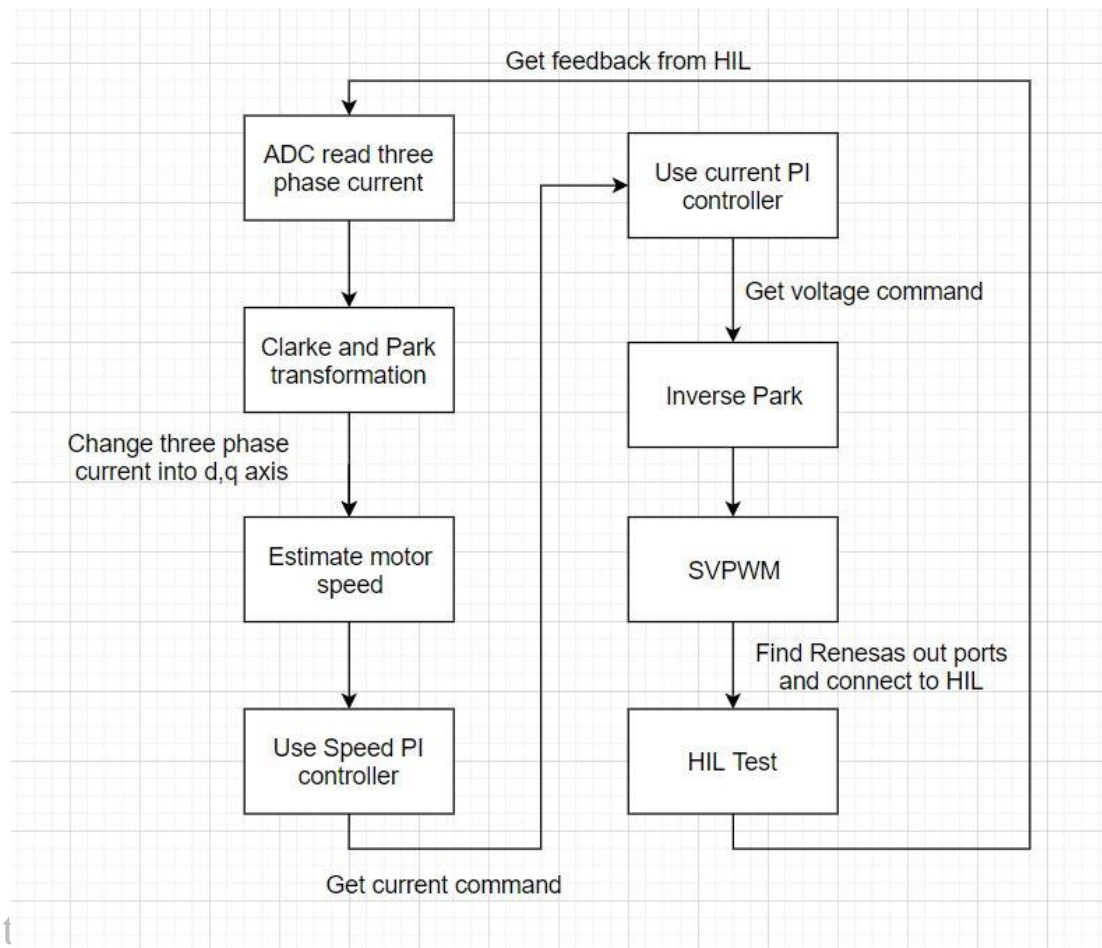 Get feedback from HIL
ADC read three
phase current
Clarke and Park
transformation
Change three phase
current into d,q axis
Estimate motor
speed
Use Speed PI
controller
Get current command
Use current PI
controller
Get voltage command
Inverse Park
SVPWM
Find Renesas out ports
and connect to HIL
HIL Test
t